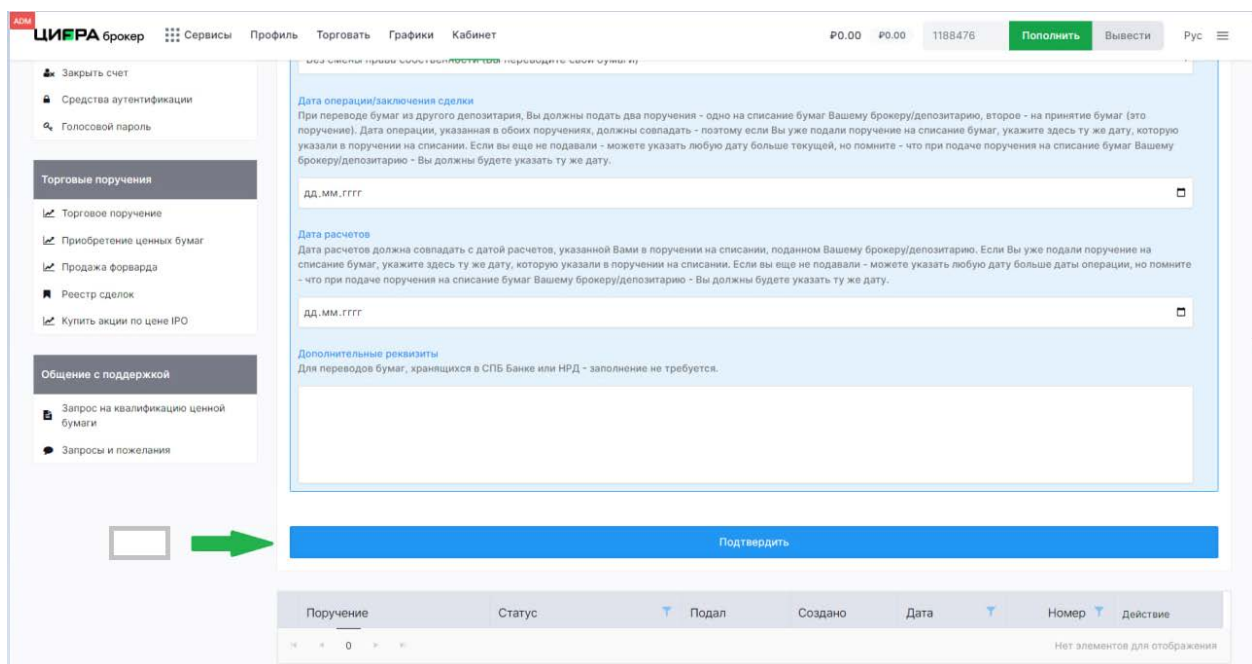 ADM
ЦИФРА брокер Сервисы Профиль Торговать Графики Кабинет ₽0.00 ₽0.00 1188476 Пополнить Вывести Рус
Закрыть счет
Средства аутентификации
Голосовой пароль
Торговые поручения
Торговое поручение
Приобретение ценных бумаг
Продажа форварда
Реестр сделок
Купить акции по цене IPO
Общение с поддержкой
Запрос на квалификацию ценной
бумаги
Запросы и пожелания
Без смены права собственности (Вы переводите свои бумаги)
Дата операции/заключения сделки
При переводе бумаг из другого депозитария, Вы должны подать два поручения - одно на списание бумаг Вашему брокеру/депозитарию, второе - на принятие бумаг (это
поручение). Дата операции, указанная в обоих поручениях, должны совпадать - поэтому если Вы уже подали поручение на списание бумаг, укажите здесь ту же дату, которую
указали в поручении на списании. Если вы еще не подавали - можете указать любую дату больше текущей, но помните - что при подаче поручения на списание бумаг Вашему
брокеру/депозитарию - Вы должны будете указать ту же дату.
дд.мм.гггг
Дата расчетов
Дата расчетов должна совпадать с датой расчетов, указанной Вами в поручении на списании, поданном Вашему брокеру/депозитарию. Если Вы уже подали поручение на
списание бумаг, укажите здесь ту же дату, которую указали в поручении на списании. Если вы еще не подавали - можете указать любую дату больше даты операции, но помните
- что при подаче поручения на списание бумаг Вашему брокеру/депозитарию - Вы должны будете указать ту же дату.
дд.мм.гггг
Дополнительные реквизиты
Для переводов бумаг, хранящихся в СПБ Банке или НРД - заполнение не требуется.
Подтвердить
Поручение Статус Подал Создано Дата Номер Действие
0 Нет элементов для отображения